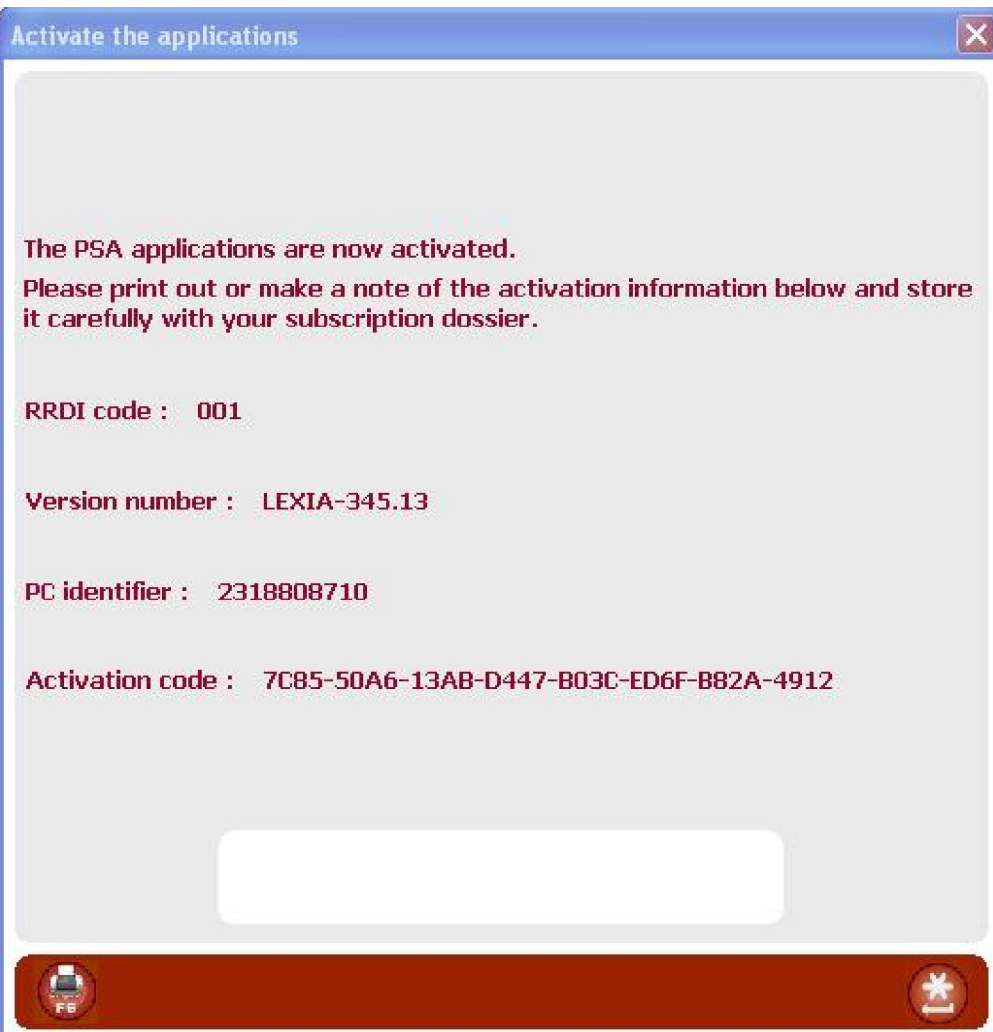 Activate the applications
The PSA applications are now activated.
Please print out or make a note of the activation information below and store
it carefully with your subscription dossier.
RRDI code : 001
Version number : LEXIA-345.13
PC identifier : 2318808710
Activation code : 7C85-50A6-13AB-D447-B03C-ED6F-B82A-4912
F6